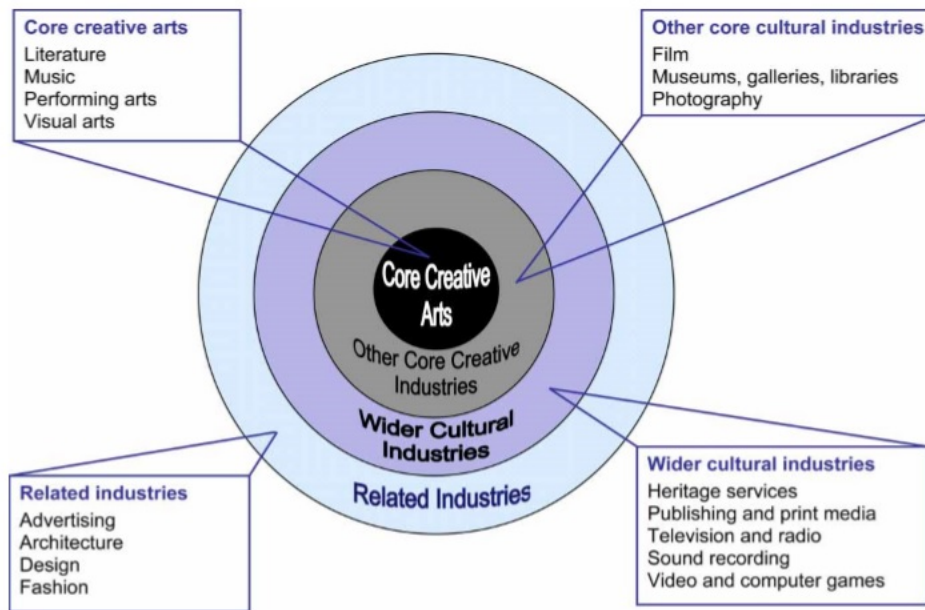 Core creative arts
Literature
Music
Performing arts
Visual arts
Other core cultural industries
Film
Museums, galleries, libraries
Photography
Core Creative
Arts
Other Core Creative
Industries
Wider Cultural
Industries
Related Industries
Related industries
Advertising
Architecture
Design
Fashion
Wider cultural industries
Heritage services
Publishing and print media
Television and radio
Sound recording
Video and computer games